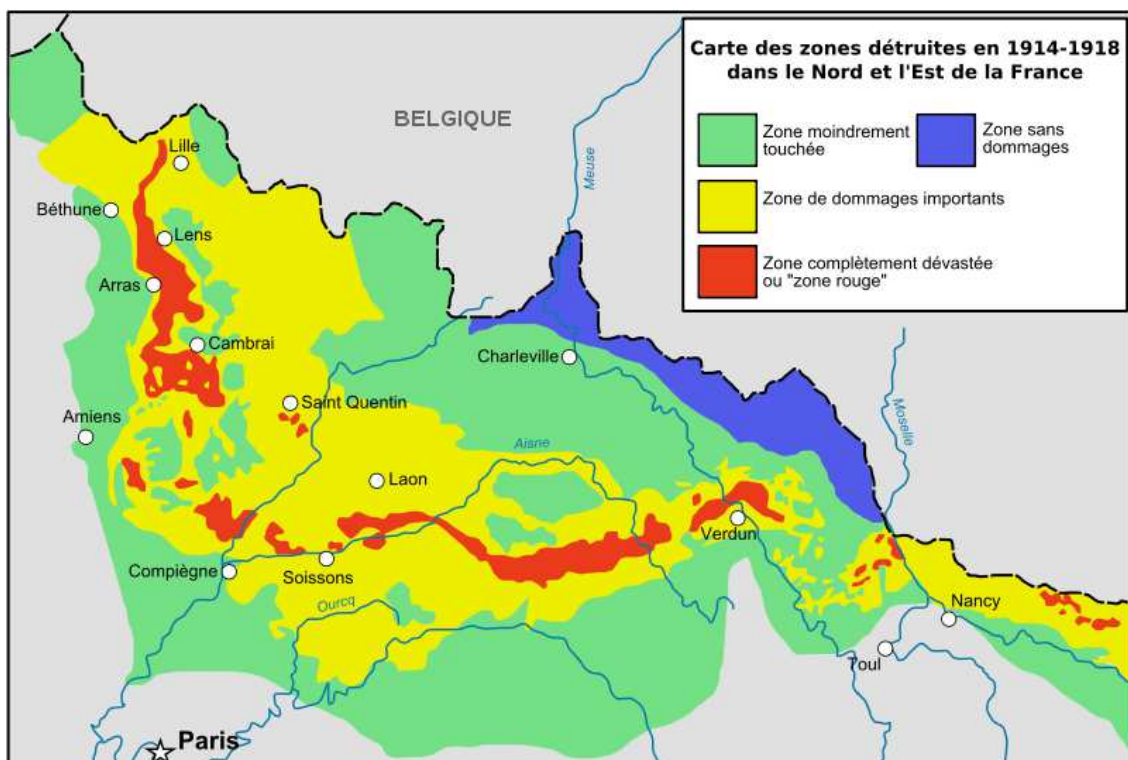 Carte des zones détruites en 1914-1918
dans le Nord et l'Est de la France
Zone moindrement
touchée
Zone sans
dommages
Zone de dommages importants
Zone complètement dévastée
ou "zone rouge"
BELGIQUE
Meuse
Lille
Béthune
Lens
Arras
Cambrai
Charleville
Saint Quentin
Amiens
Moselle
Aisne
Laon
Verdun
Compiègne
Soissons
Ourcq
Nancy
Toul
Paris